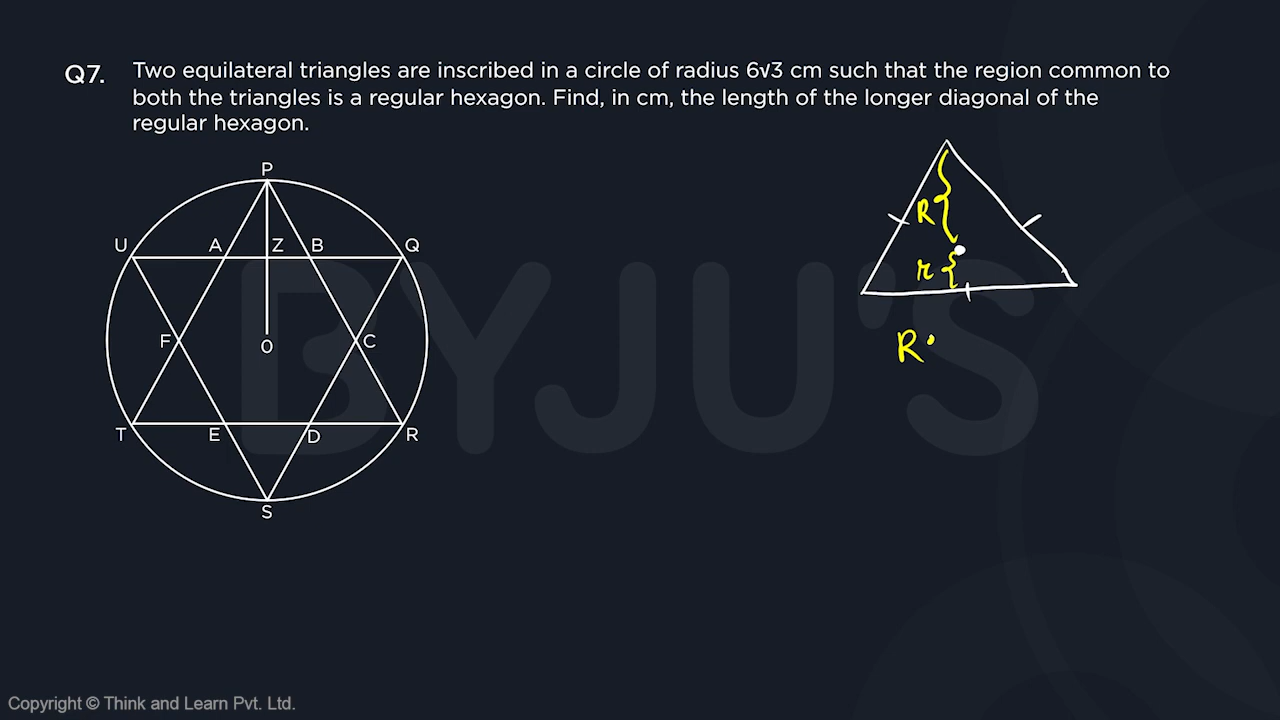 Q7. Two equilateral triangles are inscribed in a circle of radius 6√3 cm such that the region common to
both the triangles is a regular hexagon. Find, in cm, the length of the longer diagonal of the
regular hexagon.
P
U A Z B Q
F O C
T E D R
S
R
r
R
BYJU'S
Copyright © Think and Learn Pvt. Ltd.